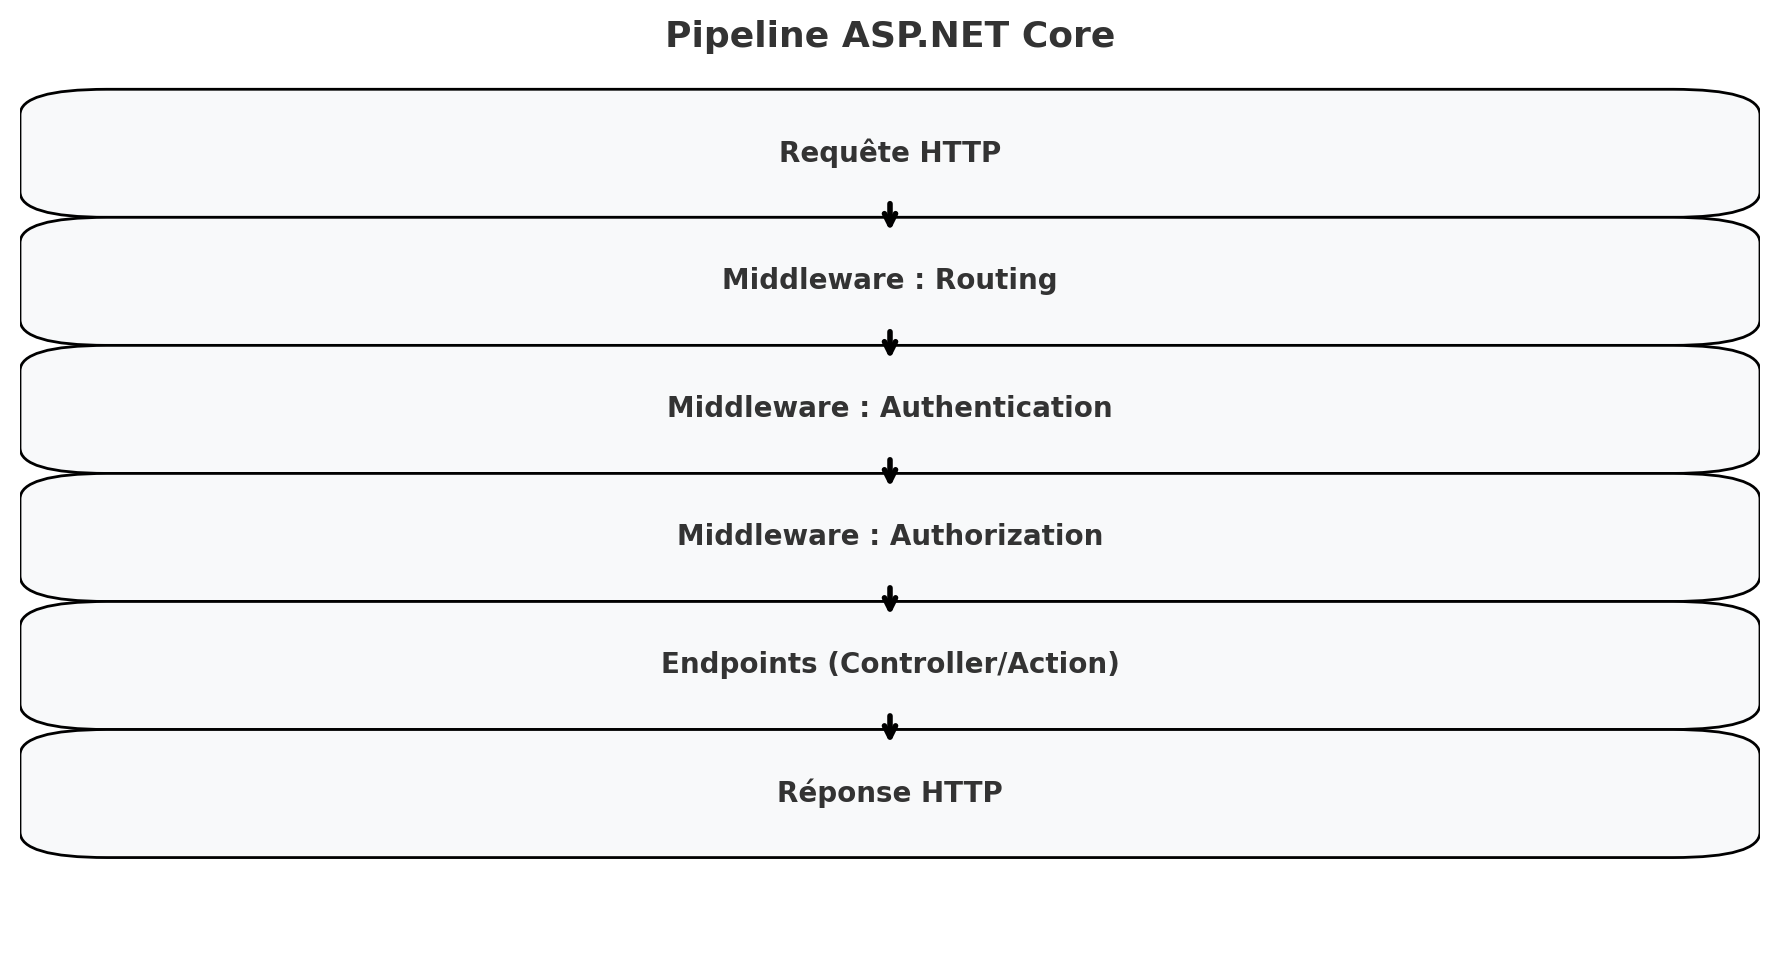 Pipeline ASP.NET Core
Requête HTTP
Middleware : Routing
Middleware : Authentication
Middleware : Authorization
Endpoints (Controller/Action)
Réponse HTTP